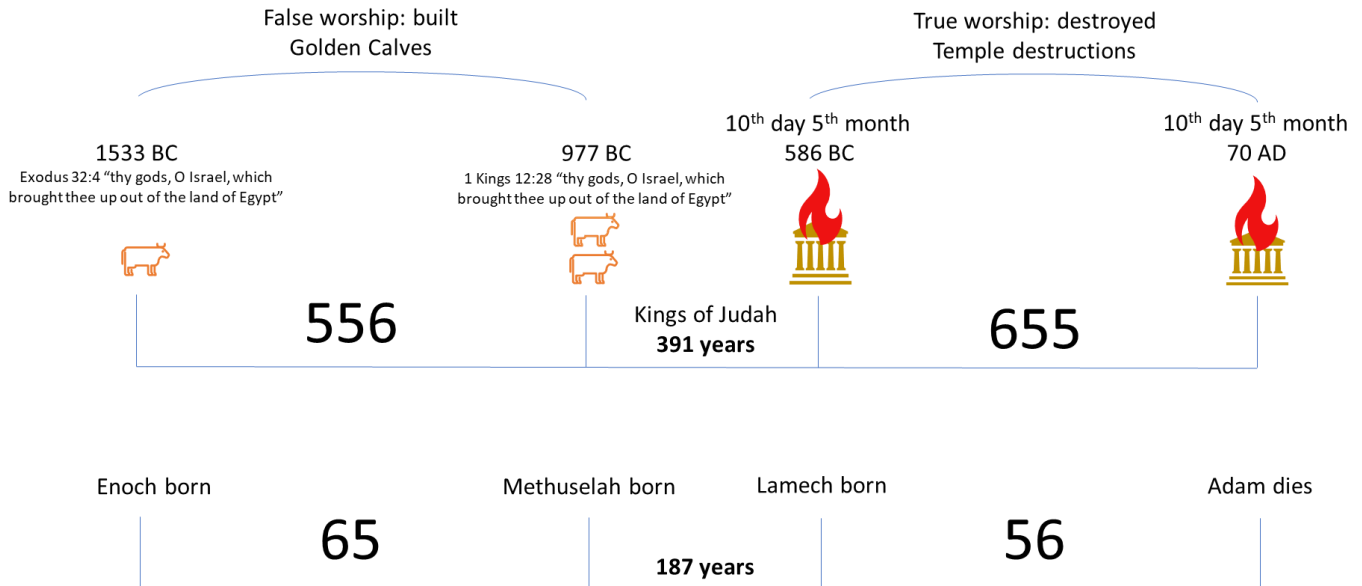 False worship: built
Golden Calves
True worship: destroyed
Temple destructions
1533 BC
Exodus 32:4 “thy gods, O Israel, which
brought thee up out of the land of Egypt”
977 BC
1 Kings 12:28 “thy gods, O Israel, which
brought thee up out of the land of Egypt”
10th day 5th month
586 BC
10th day 5th month
70 AD
556
Kings of Judah
391 years
655
Enoch born
Methuselah born
Lamech born
Adam dies
65
187 years
56